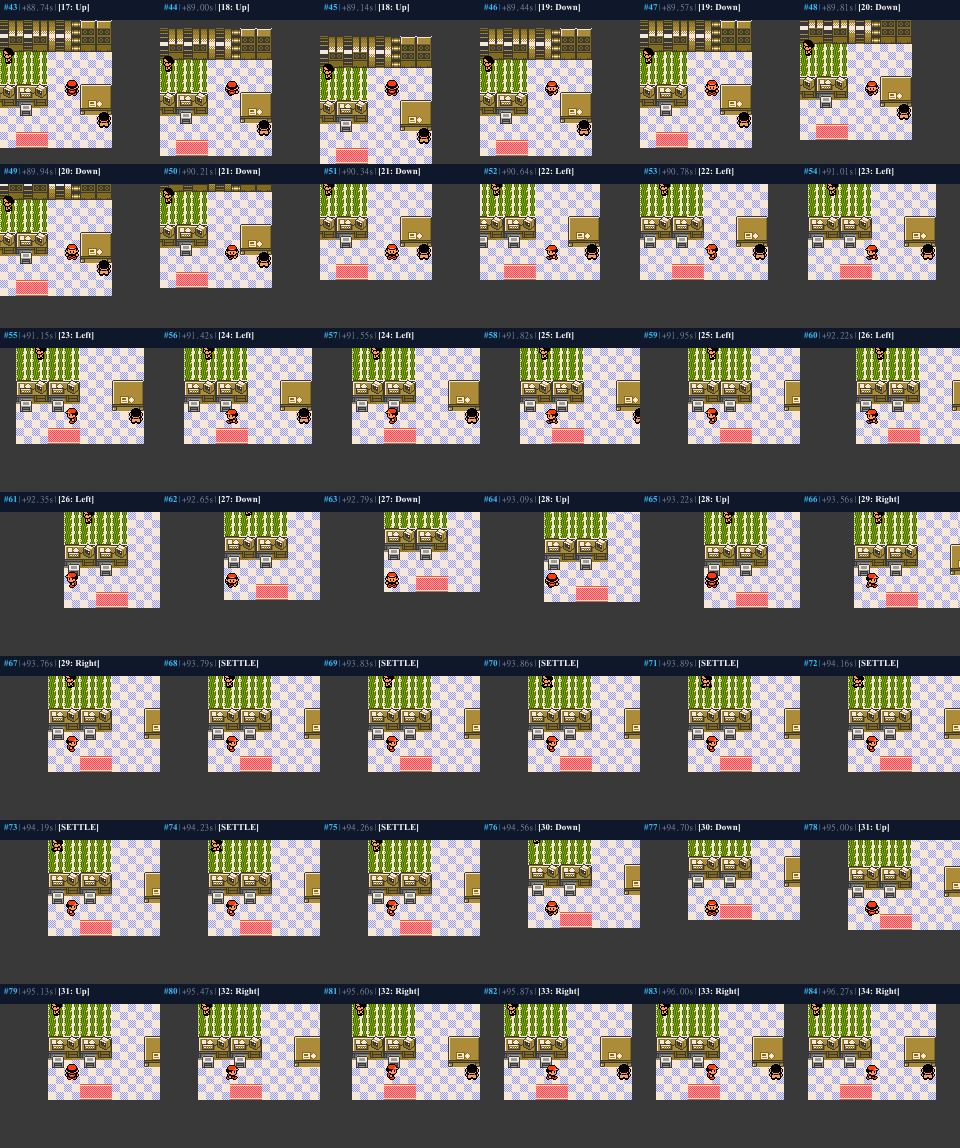 #43|+88.74s|[17: Up]
#44|+89.00s|[18: Up]
#45|+89.14s|[18: Up]
#46|+89.44s|[19: Down]
#47|+89.57s|[19: Down]
#48|+89.81s|[20: Down]
#49|+89.94s|[20: Down]
#50|+90.21s|[21: Down]
#51|+90.34s|[21: Down]
#52|+90.64s|[22: Left]
#53|+90.78s|[22: Left]
#54|+91.01s|[23: Left]
#55|+91.15s|[23: Left]
#56|+91.42s|[24: Left]
#57|+91.55s|[24: Left]
#58|+91.82s|[25: Left]
#59|+91.95s|[25: Left]
#60|+92.22s|[26: Left]
#61|+92.35s|[26: Left]
#62|+92.65s|[27: Down]
#63|+92.79s|[27: Down]
#64|+93.09s|[28: Up]
#65|+93.22s|[28: Up]
#66|+93.56s|[29: Right]
#67|+93.76s|[29: Right]
#68|+93.79s|[SETTLE]
#69|+93.83s|[SETTLE]
#70|+93.86s|[SETTLE]
#71|+93.89s|[SETTLE]
#72|+94.16s|[SETTLE]
#73|+94.19s|[SETTLE]
#74|+94.23s|[SETTLE]
#75|+94.26s|[SETTLE]
#76|+94.56s|[30: Down]
#77|+94.70s|[30: Down]
#78|+95.00s|[31: Up]
#79|+95.13s|[31: Up]
#80|+95.47s|[32: Right]
#81|+95.60s|[32: Right]
#82|+95.87s|[33: Right]
#83|+96.00s|[33: Right]
#84|+96.27s|[34: Right]